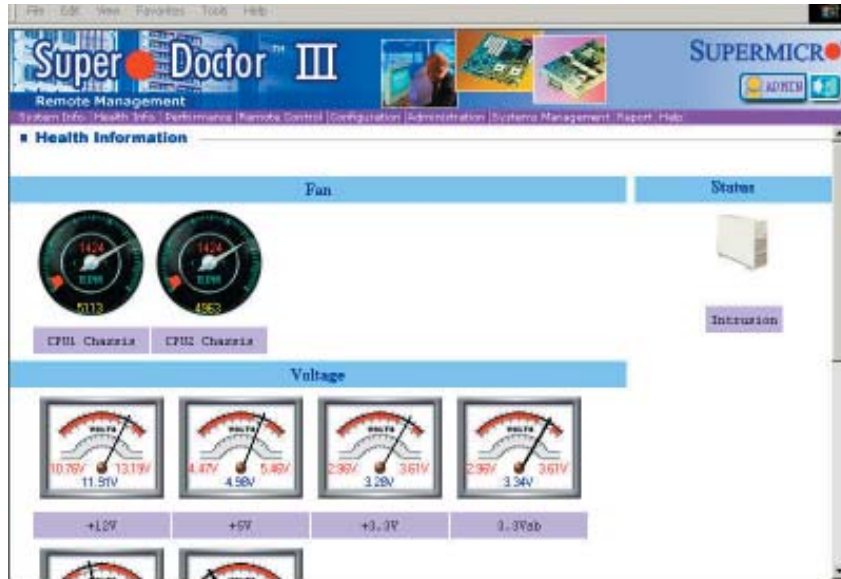 File Edit View Favorites Tools Help
Super Doctor™ III
SUPERMICR
ADMIN
Remote Management
System Info Health Info Performance Remote Control Configuration Administration Systems Management Report Help
Health Information
Fan
Status
1424
1424
5113
4963
CPU1 Chassis CPU2 Chassis
Intrusion
Voltage
VOLTS VOLTS VOLTS VOLTS
10.76V 13.19V 4.47V 5.46V 2.96V 3.61V 2.96V 3.61V
11.91V 4.98V 3.28V 3.34V
+12V +5V +3.3V 3.3Vsb